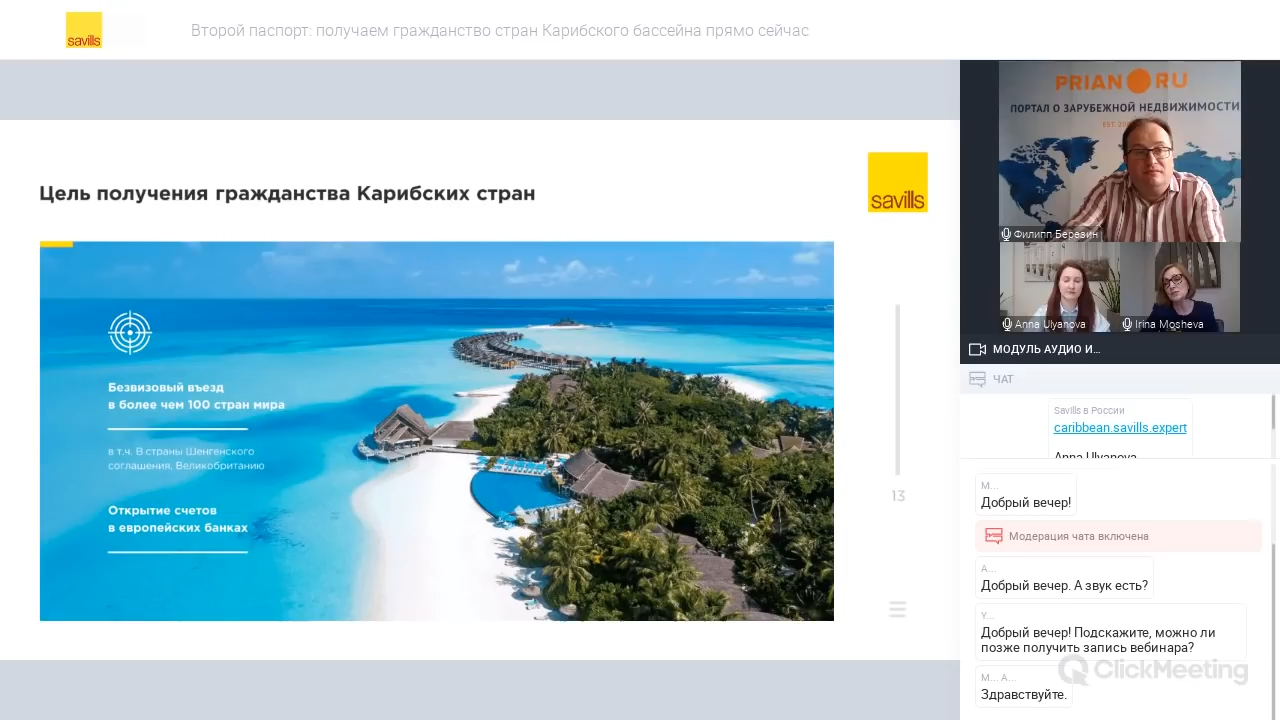 savills
Второй паспорт: получаем гражданство стран Карибского бассейна прямо сейчас
Цель получения гражданства Карибских стран
savills
Безвизовый въезд
в более чем 100 стран мира
в т.ч. В страны Шенгенского
соглашения, Великобританию
Открытие счетов
в европейских банках
13
PRIAN RU
ПОРТАЛ О ЗАРУБЕЖНОЙ НЕДВИЖИМОСТИ
Филипп Березин
Anna Ulyanova
Irina Mosheva
МОДУЛЬ АУДИО И...
ЧАТ
Savills в России
caribbean.savills.expert
Anna Ulyanova
М...
Добрый вечер!
Модерация чата включена
А...
Добрый вечер. А звук есть?
У...
Добрый вечер! Подскажите, можно ли
позже получить запись вебинара?
М... А...
Здравствуйте.
ClickMeeting